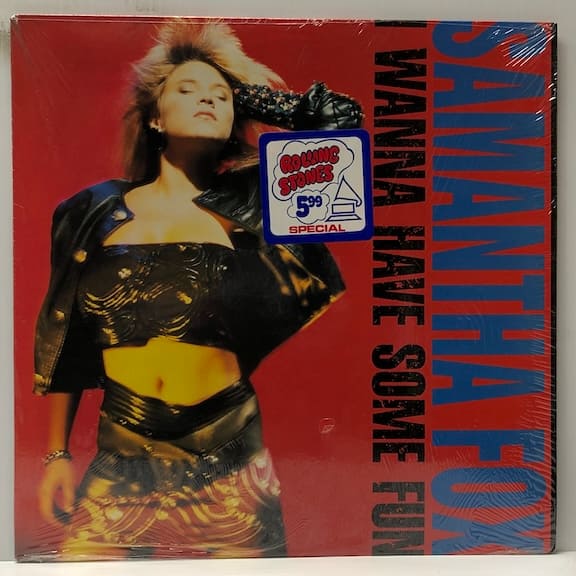 SAMANTHA FOX
I WANNA HAVE SOME FUN
ROLLING
STONES
5.99
SPECIAL